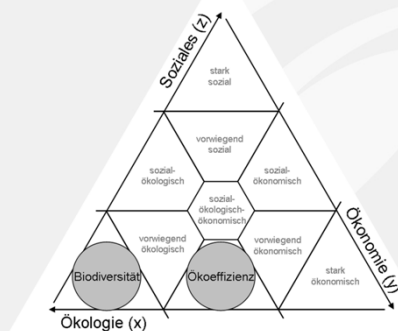 Soziales (z)
stark
sozial
vorwiegend
sozial
sozial-
ökologisch
sozial-
ökonomisch
sozial-
ökologisch-
ökonomisch
Ökonomie (y)
vorwiegend
ökologisch
vorwiegend
ökonomisch
Biodiversität
Ökoeffizienz
stark
ökonomisch
Ökologie (x)